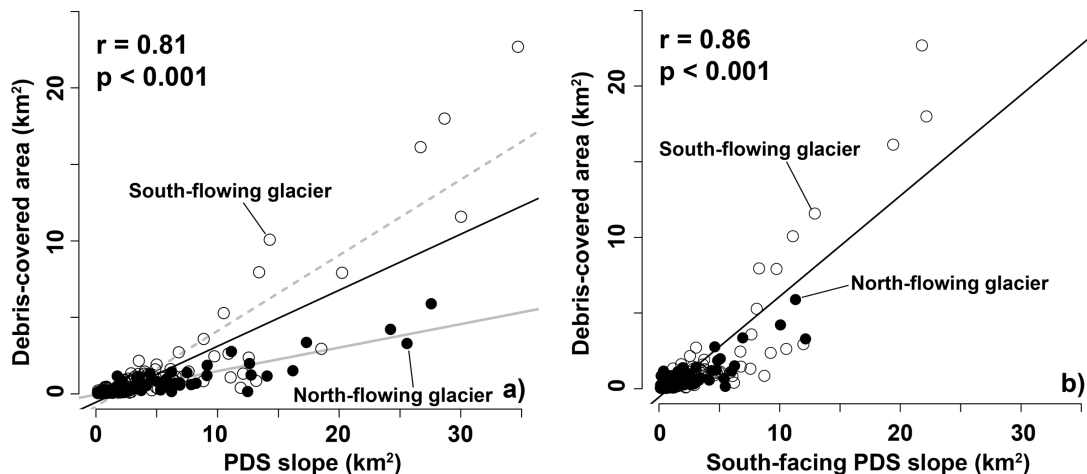 r = 0.81
p < 0.001
Debris-covered area (km²)
20
10
0
South-flowing glacier
North-flowing glacier
a)
0 10 20 30
PDS slope (km²)
r = 0.86
p < 0.001
Debris-covered area (km²)
20
10
0
South-flowing glacier
North-flowing glacier
b)
0 10 20 30
South-facing PDS slope (km²)